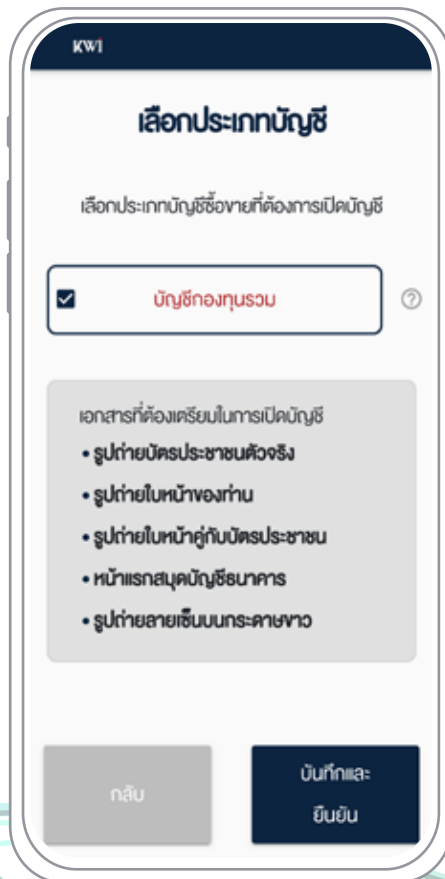 KWI
เลือกประเภทบัญชี
เลือกประเภทบัญชีซื้อขายที่ต้องการเปิดบัญชี
บัญชีกองทุนรวม
?
เอกสารที่ต้องเตรียมในการเปิดบัญชี
• รูปถ่ายบัตรประชาชนตัวจริง
• รูปถ่ายใบหน้าของท่าน
• รูปถ่ายใบหน้าคู่กับบัตรประชาชน
• หน้าแรกสมุดบัญชีธนาคาร
• รูปถ่ายลายเซ็นบนกระดาษขาว
กลับ
บันทึกและ
ยืนยัน